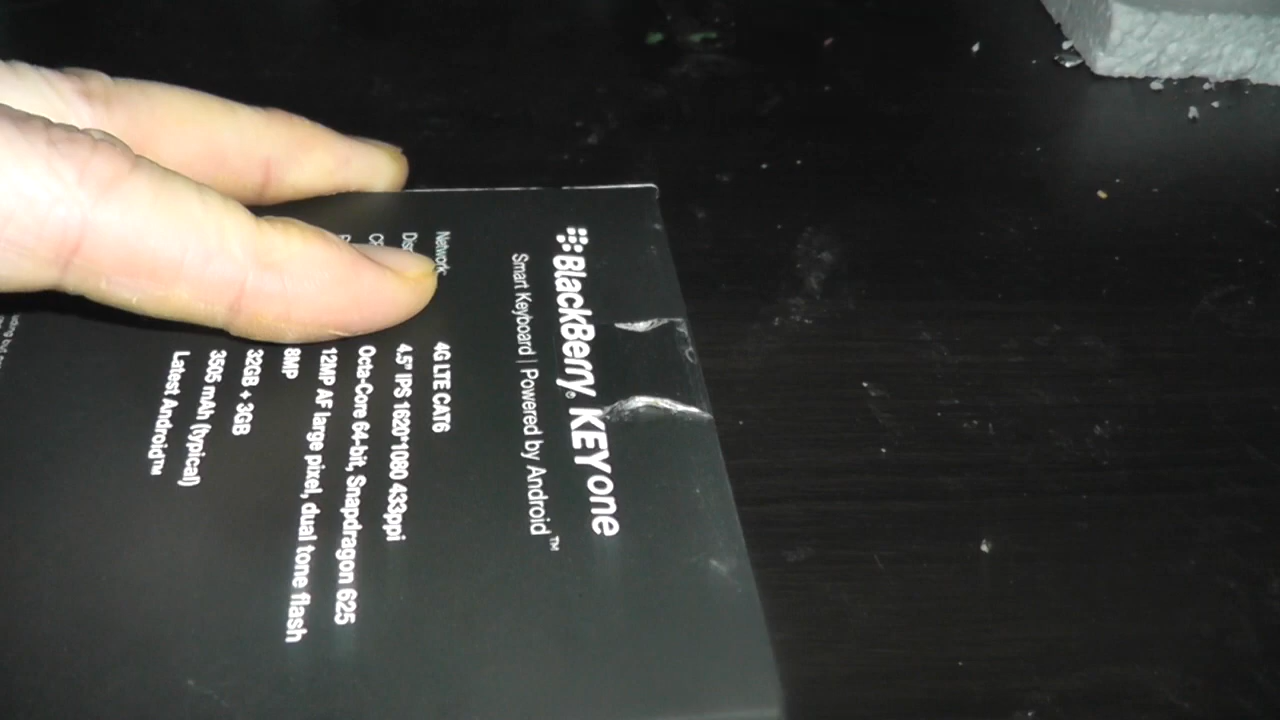 BlackBerry® KEYone
Smart Keyboard | Powered by Android™
Network 4G LTE CAT6
4.5" IPS 1620*1080 433ppi
Octa-Core 64-bit, Snapdragon 625
12MP AF large pixel, dual tone flash
8MP
32GB + 3GB
3505 mAh (typical)
Latest Android™